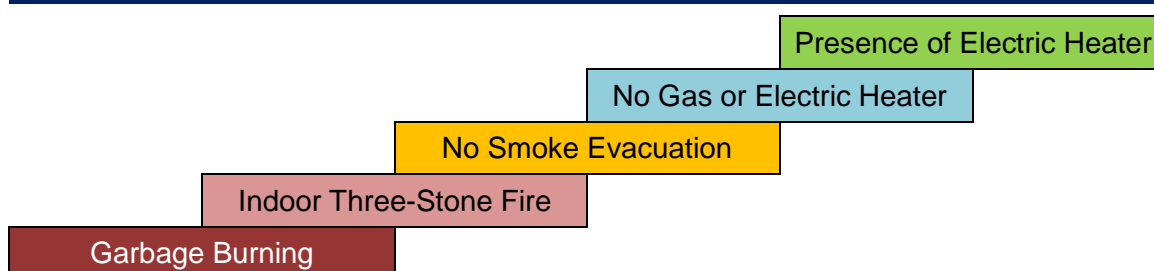 Presence of Electric Heater
No Gas or Electric Heater
No Smoke Evacuation
Indoor Three-Stone Fire
Garbage Burning